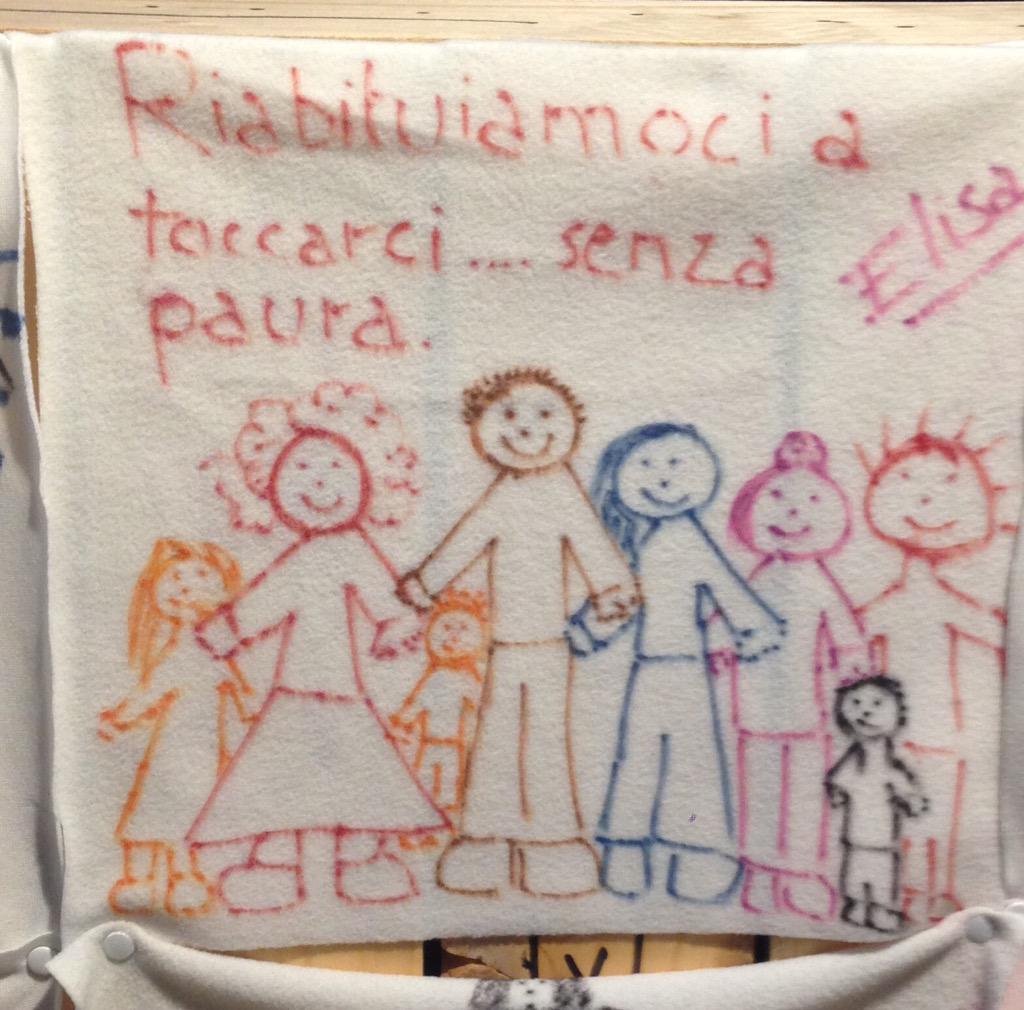 Riabituiamoci a
toccarci.... senza
paura.
Elisa